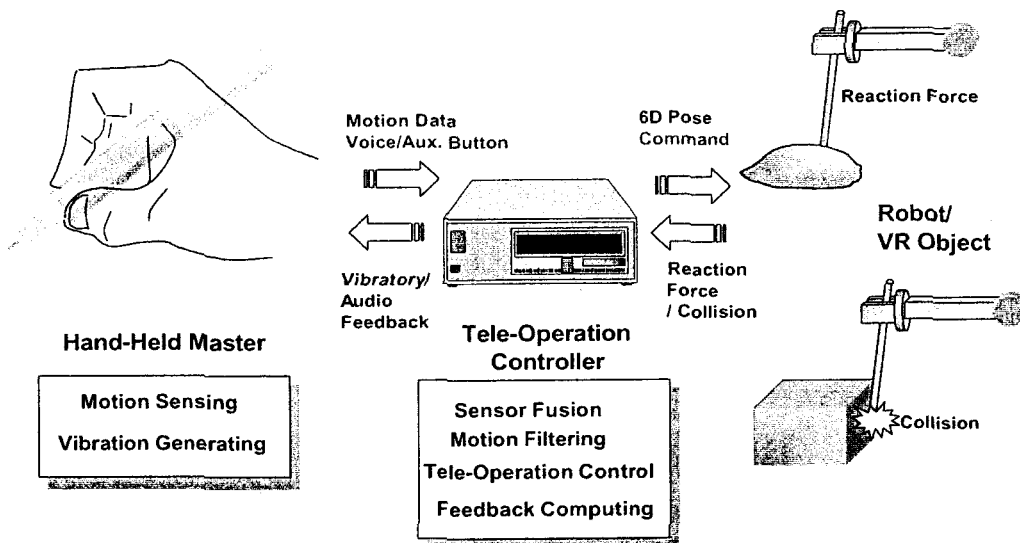 Motion Data
Voice/Aux. Button
6D Pose
Command
Reaction Force
Vibratory/
Audio
Feedback
Reaction
Force
/ Collision
Robot/
VR Object
Hand-Held Master
Motion Sensing
Vibration Generating
Tele-Operation
Controller
Sensor Fusion
Motion Filtering
Tele-Operation Control
Feedback Computing
Collision